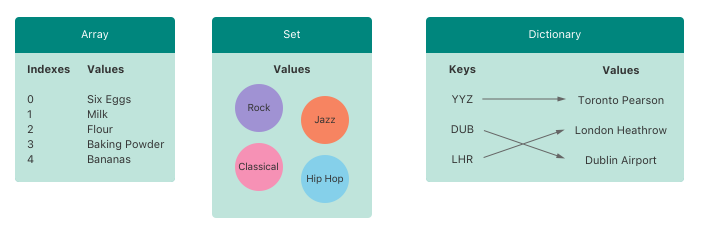 Array
Indexes Values
0 Six Eggs
1 Milk
2 Flour
3 Baking Powder
4 Bananas
Set
Values
Rock
Jazz
Classical
Hip Hop
Dictionary
Keys Values
YYZ Toronto Pearson
DUB London Heathrow
LHR Dublin Airport